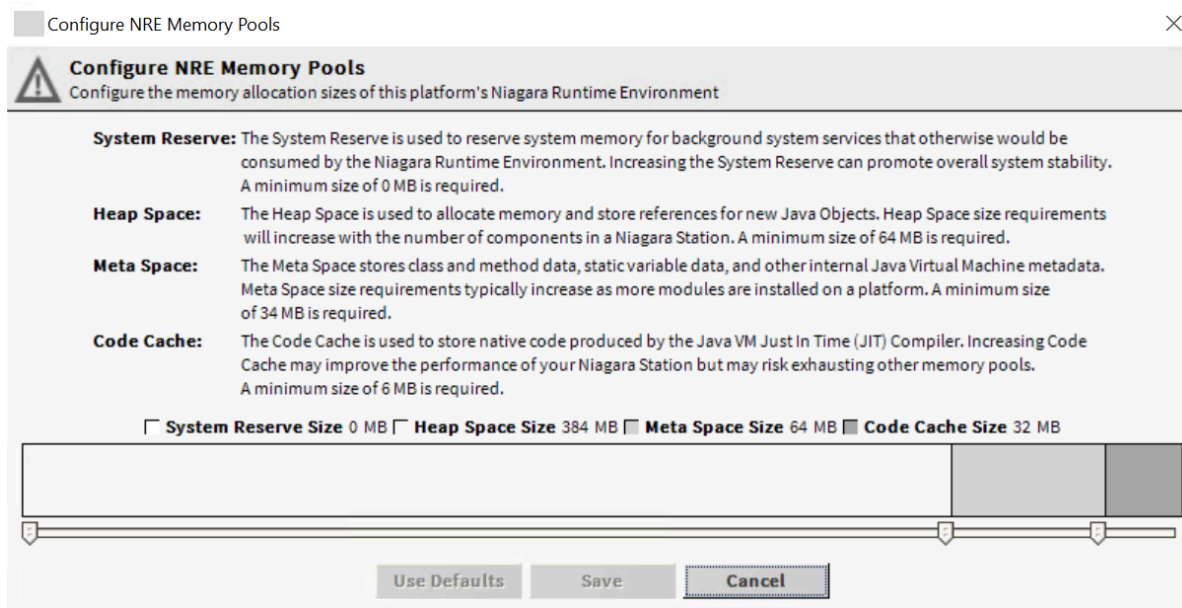 Configure NRE Memory Pools
Configure NRE Memory Pools
Configure the memory allocation sizes of this platform's Niagara Runtime Environment
System Reserve: The System Reserve is used to reserve system memory for background system services that otherwise would be
consumed by the Niagara Runtime Environment. Increasing the System Reserve can promote overall system stability.
A minimum size of 0 MB is required.
Heap Space: The Heap Space is used to allocate memory and store references for new Java Objects. Heap Space size requirements
will increase with the number of components in a Niagara Station. A minimum size of 64 MB is required.
Meta Space: The Meta Space stores class and method data, static variable data, and other internal Java Virtual Machine metadata.
Meta Space size requirements typically increase as more modules are installed on a platform. A minimum size
of 34 MB is required.
Code Cache: The Code Cache is used to store native code produced by the Java VM Just In Time (JIT) Compiler. Increasing Code
Cache may improve the performance of your Niagara Station but may risk exhausting other memory pools.
A minimum size of 6 MB is required.
System Reserve Size 0 MB Heap Space Size 384 MB Meta Space Size 64 MB Code Cache Size 32 MB
Use Defaults Save Cancel